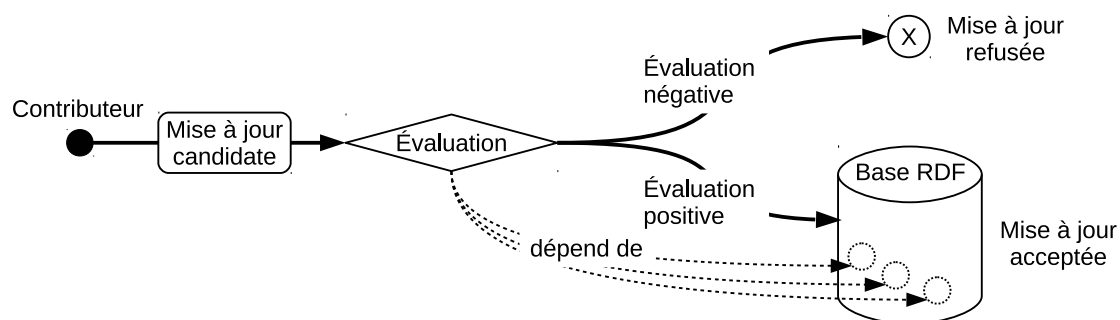 Contributeur
Mise à jour
candidate
Évaluation
Évaluation
négative
X
Mise à jour
refusée
Évaluation
positive
dépend de
Base RDF
Mise à jour
acceptée